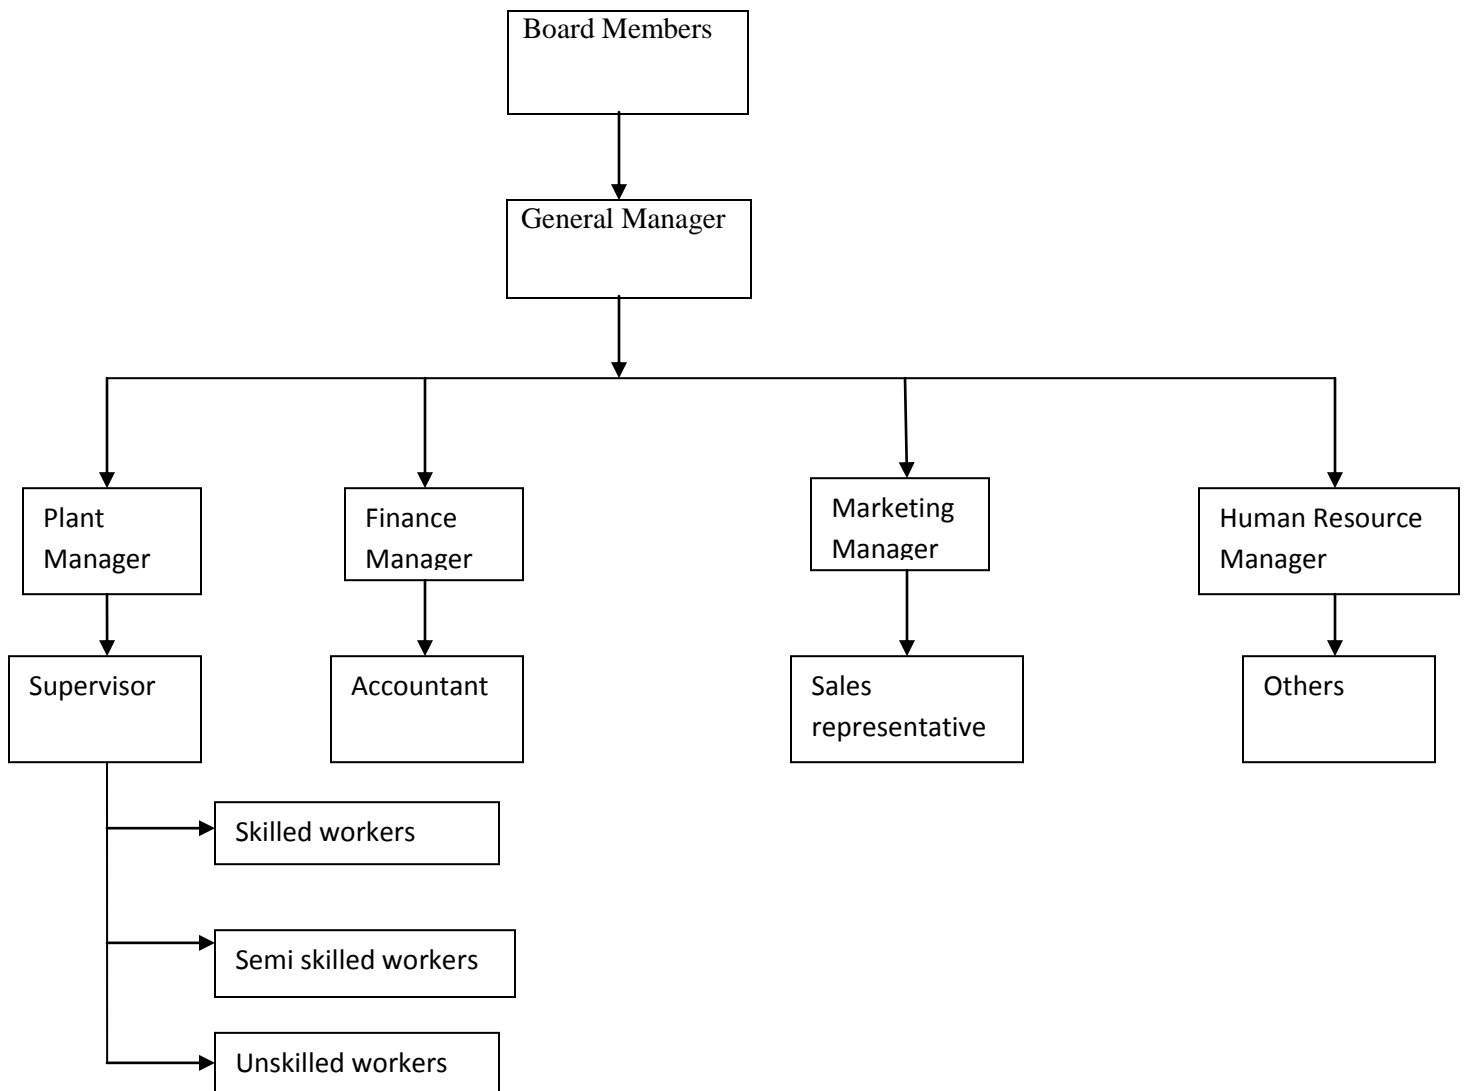 Board Members
General Manager
Plant
Manager
Finance
Manager
Marketing
Manager
Human Resource
Manager
Supervisor
Accountant
Sales
representative
Others
Skilled workers
Semi skilled workers
Unskilled workers